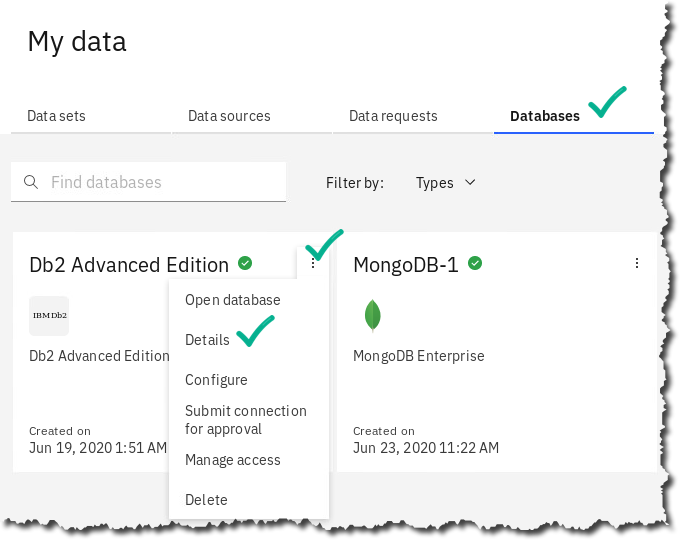 My data
Data sets
Data sources
Data requests
Databases
Find databases
Filter by:
Types
Db2 Advanced Edition
MongoDB-1
Open database
IBM Db2
Details
Db2 Advanced Edition
MongoDB Enterprise
Configure
Submit connection
for approval
Created on
Jun 19, 2020 1:51 AM
Created on
Jun 23, 2020 11:22 AM
Manage access
Delete